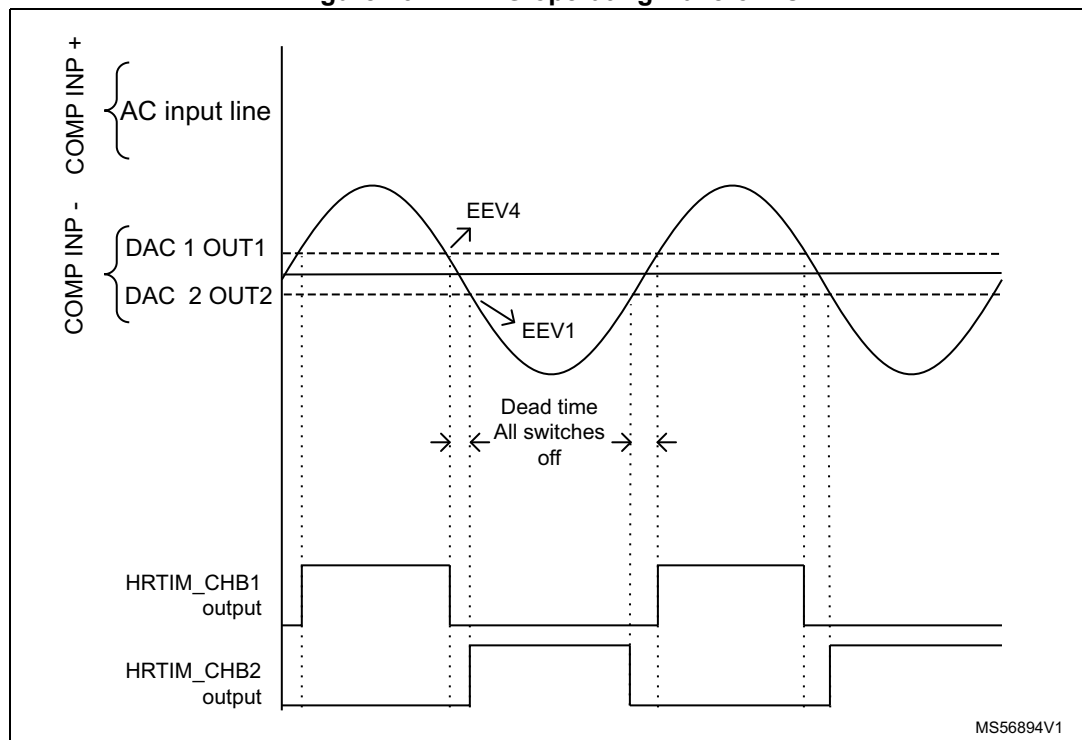 COMP INP +
AC input line
COMP INP -
DAC 1 OUT1
DAC 2 OUT2
EEV4
EEV1
Dead time
All switches
off
HRTIM_CHB1
output
HRTIM_CHB2
output
MS56894V1